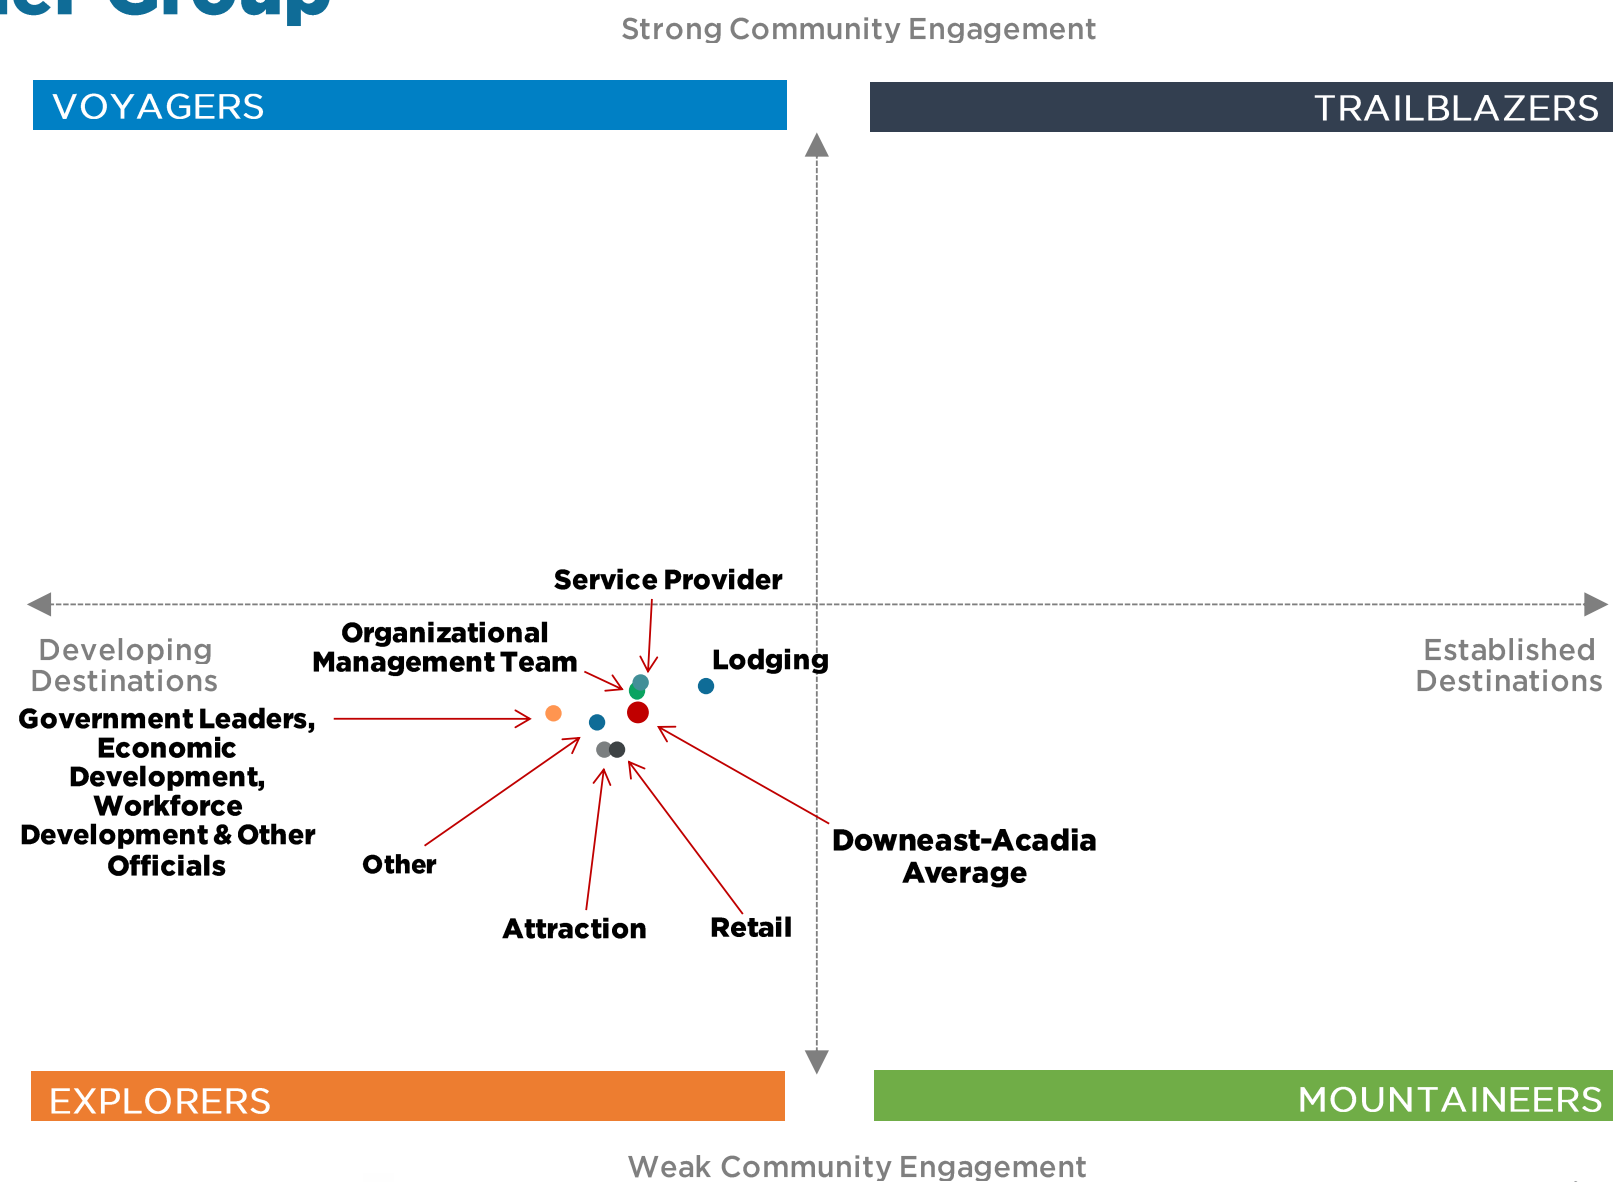 Group
Strong Community Engagement
VOYAGERS
TRAILBLAZERS
Service Provider
Organizational
Management Team
Lodging
Developing
Destinations
Established
Destinations
Government Leaders,
Economic
Development,
Workforce
Development & Other
Officials
Other
Attraction
Retail
Downeast-Acadia
Average
EXPLORERS
MOUNTAINEERS
Weak Community Engagement